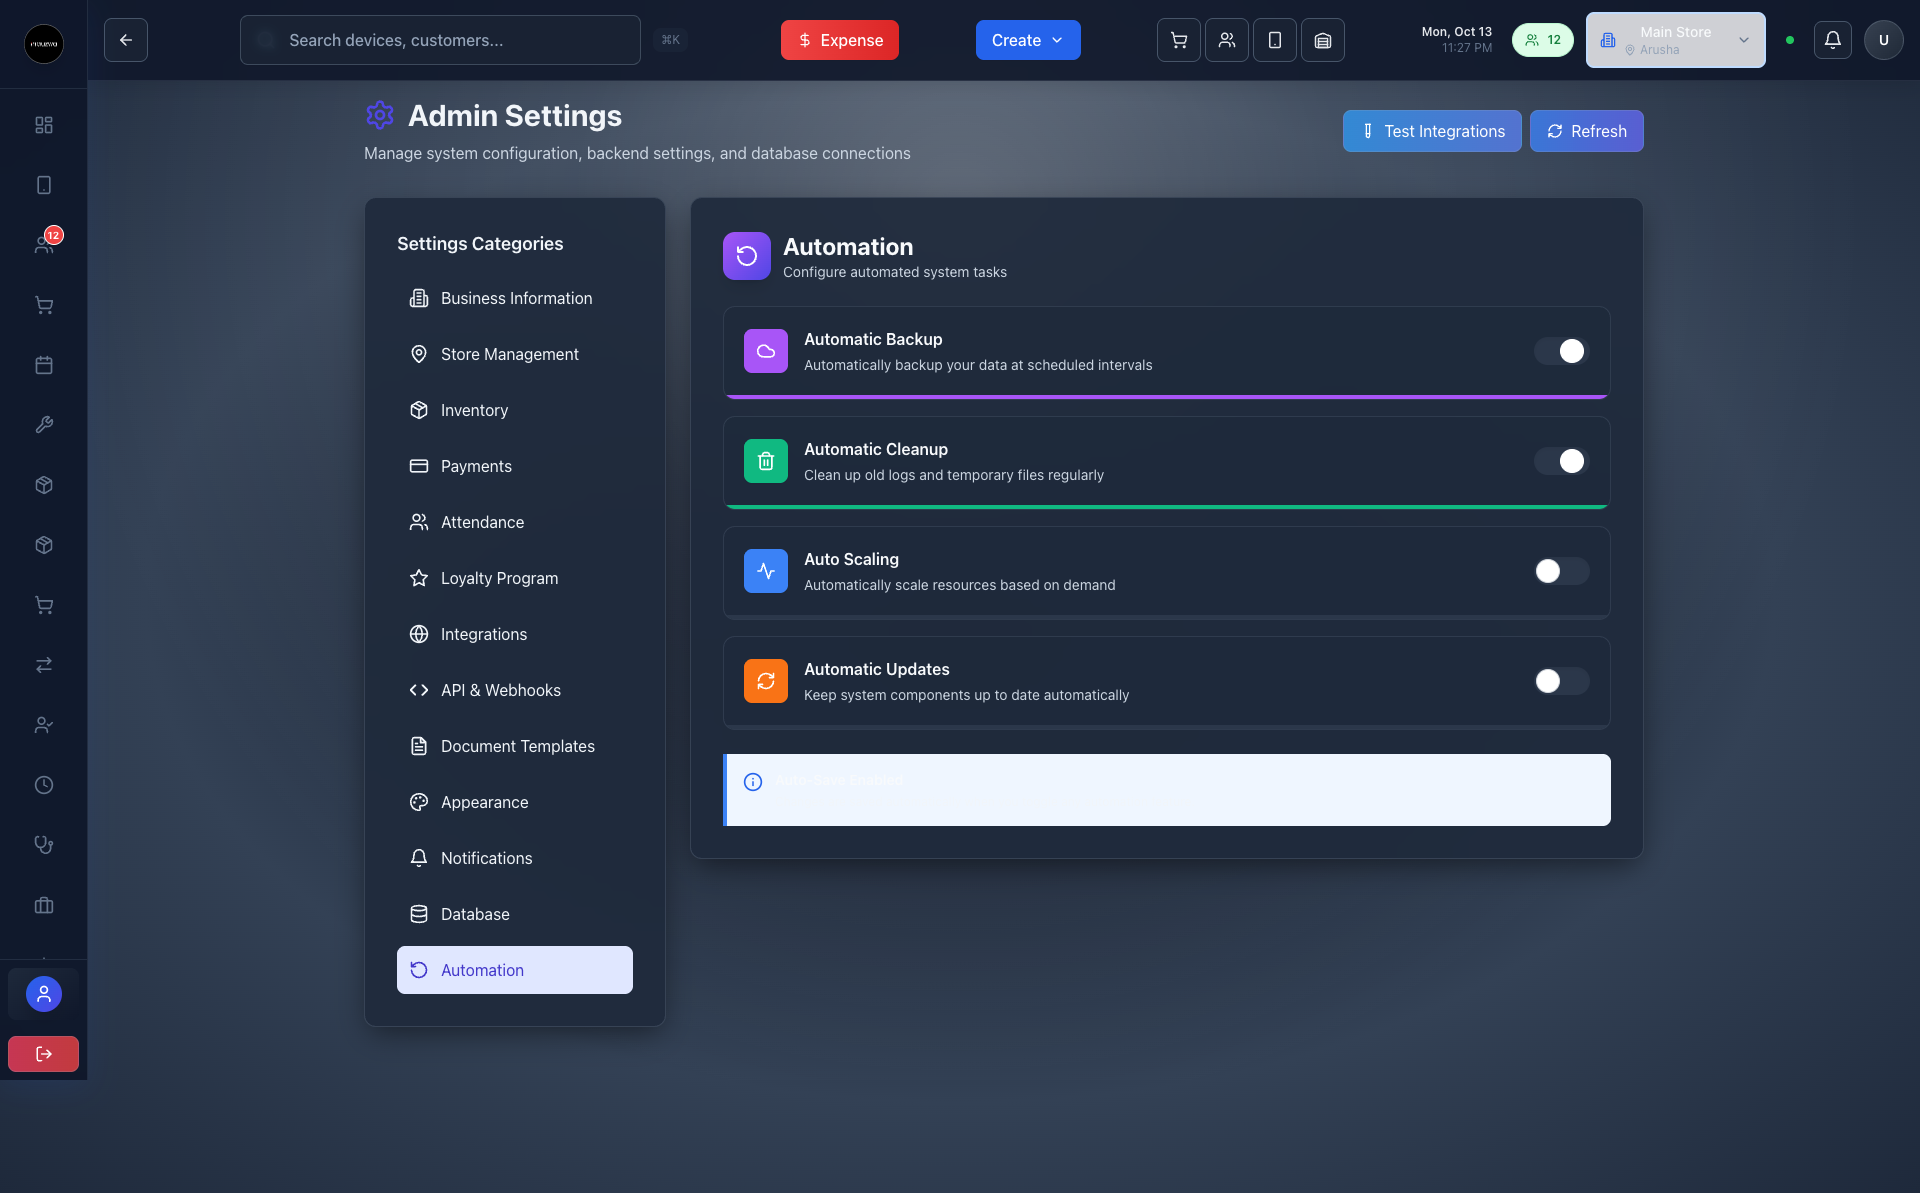 Search devices, customers...
⌘K
Expense
Create
Mon, Oct 13
11:27 PM
12
Main Store
Arusha
U
12
Admin Settings
Manage system configuration, backend settings, and database connections
Test Integrations
Refresh
Settings Categories
Business Information
Store Management
Inventory
Payments
Attendance
Loyalty Program
Integrations
API & Webhooks
Document Templates
Appearance
Notifications
Database
Automation
Automation
Configure automated system tasks
Automatic Backup
Automatically backup your data at scheduled intervals
Automatic Cleanup
Clean up old logs and temporary files regularly
Auto Scaling
Automatically scale resources based on demand
Automatic Updates
Keep system components up to date automatically
Auto-Save Enabled